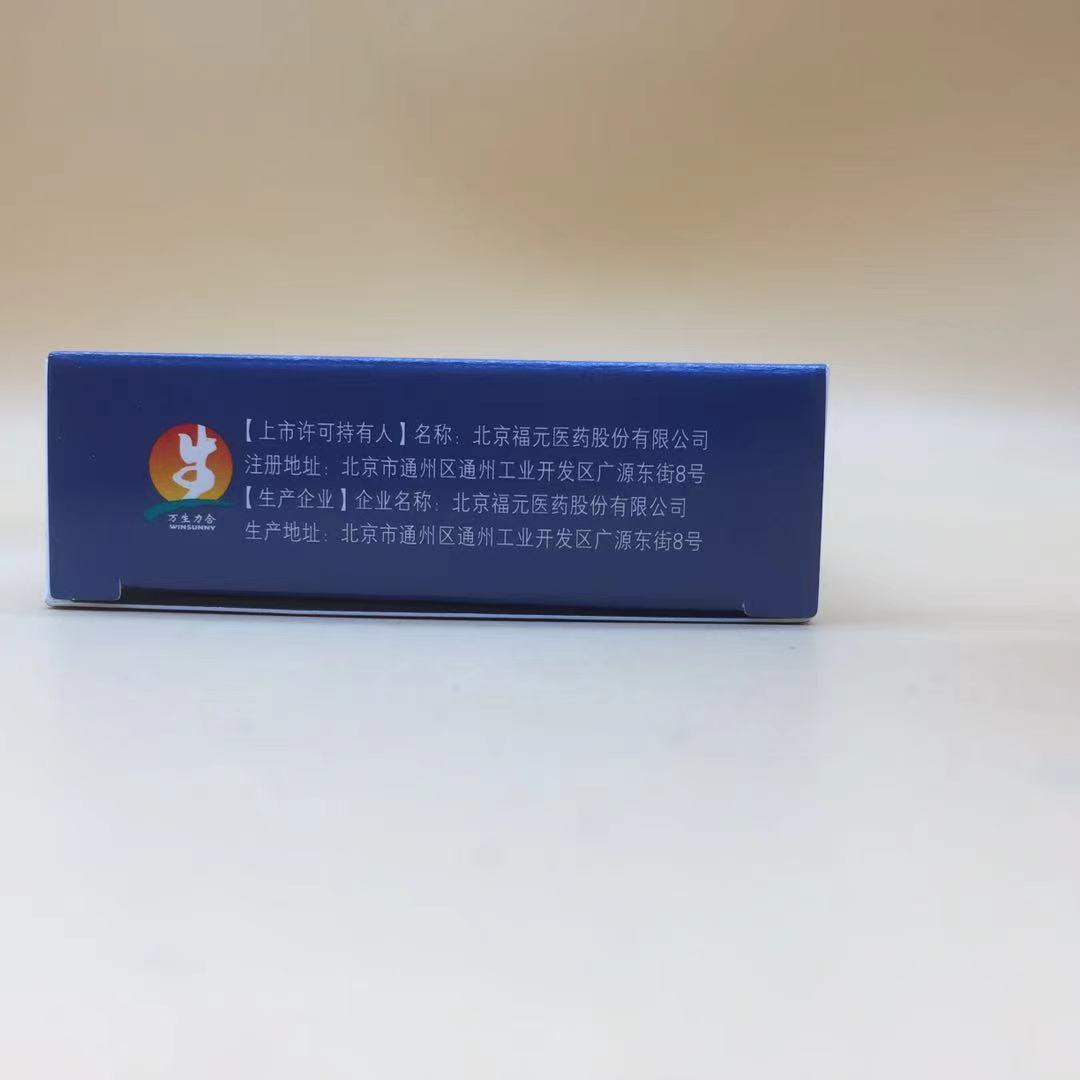 【上市许可持有人】名称：北京福元医药股份有限公司
注册地址：北京市通州区通州工业开发区广源东街8号
【生产企业】企业名称：北京福元医药股份有限公司
生产地址：北京市通州区通州工业开发区广源东街8号
生
万生力合
WINSUNNY